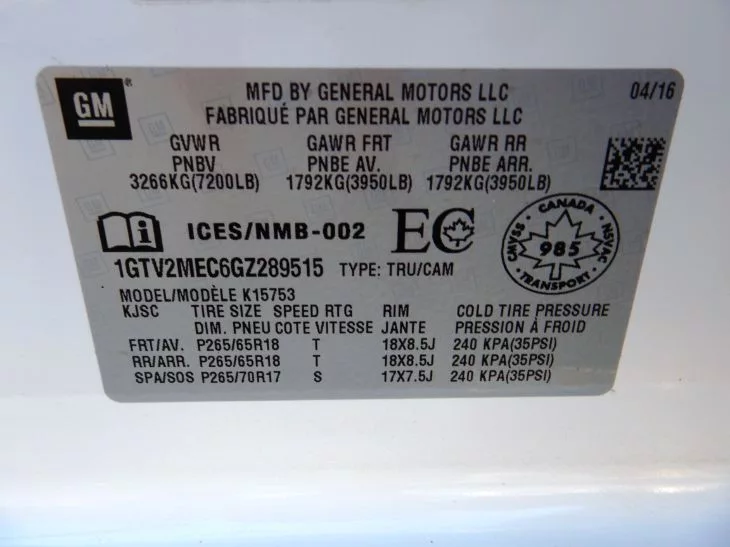 GM
MFD BY GENERAL MOTORS LLC 04/16
FABRIQUÉ PAR GENERAL MOTORS LLC
GVWR GAWR FRT GAWR RR
PNBV PNBE AV. PNBE ARR.
3266KG(7200LB) 1792KG(3950LB) 1792KG(3950LB)
ICES/NMB-002 EC
CANADA
CMVSS 985 NSVAC
TRANSPORT
1GTV2MEC6GZ289515 TYPE: TRU/CAM
MODEL/MODÈLE K15753
KJSC TIRE SIZE SPEED RTG RIM COLD TIRE PRESSURE
DIM. PNEU COTE VITESSE JANTE PRESSION À FROID
FRT/AV. P265/65R18 T 18X8.5J 240 KPA(35PSI)
RR/ARR. P265/65R18 T 18X8.5J 240 KPA(35PSI)
SPA/SOS P265/70R17 S 17X7.5J 240 KPA(35PSI)